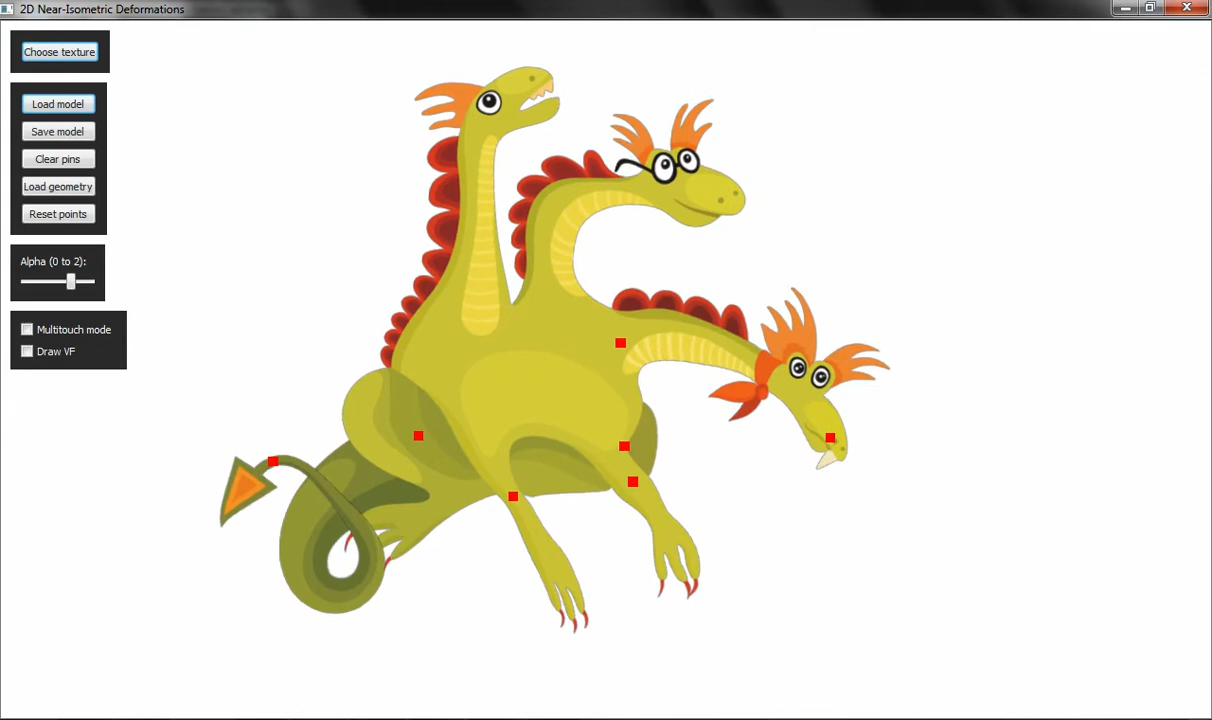 2D Near-Isometric Deformations
Choose texture
Load model
Save model
Clear pins
Load geometry
Reset points
Alpha (0 to 2):
Multitouch mode
Draw VF